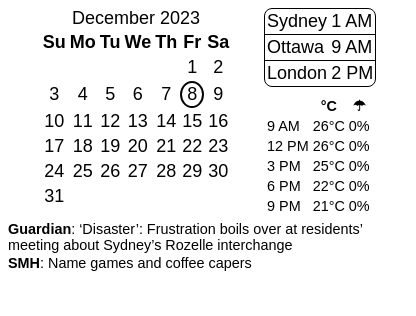 December 2023
Su Mo Tu We Th Fr Sa
1 2
3 4 5 6 7 8 9
10 11 12 13 14 15 16
17 18 19 20 21 22 23
24 25 26 27 28 29 30
31
Sydney 1 AM
Ottawa 9 AM
London 2 PM
°C ☂
9 AM 26°C 0%
12 PM 26°C 0%
3 PM 25°C 0%
6 PM 22°C 0%
9 PM 21°C 0%
Guardian: ‘Disaster’: Frustration boils over at residents’
meeting about Sydney’s Rozelle interchange
SMH: Name games and coffee capers